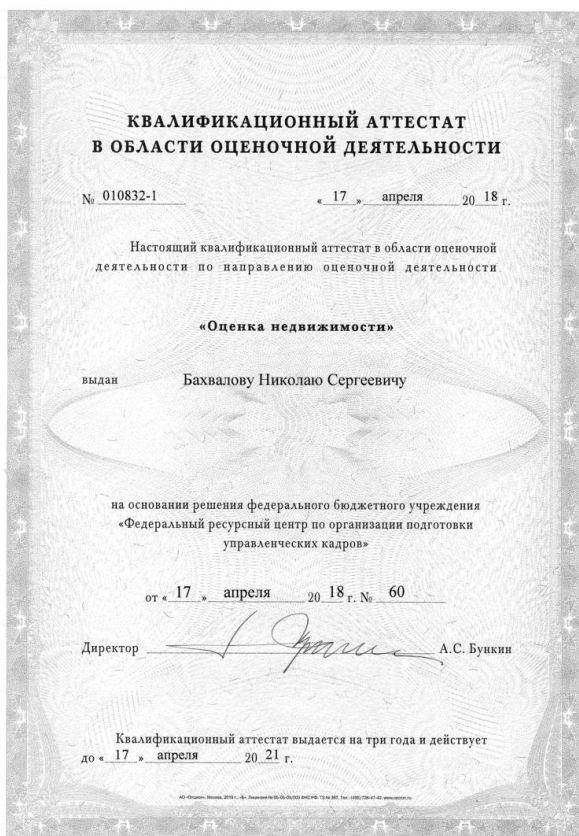 КВАЛИФИКАЦИОННЫЙ АТТЕСТАТ
В ОБЛАСТИ ОЦЕНОЧНОЙ ДЕЯТЕЛЬНОСТИ
№ 010832-1 « 17 » апреля 20 18 г.
Настоящий квалификационный аттестат в области оценочной
деятельности по направлению оценочной деятельности
«Оценка недвижимости»
выдан Бахвалову Николаю Сергеевичу
на основании решения федерального бюджетного учреждения
«Федеральный ресурсный центр по организации подготовки
управленческих кадров»
от « 17 » апреля 20 18 г. № 60
Директор А.С. Бункин
Квалификационный аттестат выдается на три года и действует
до « 17 » апреля 20 21 г.